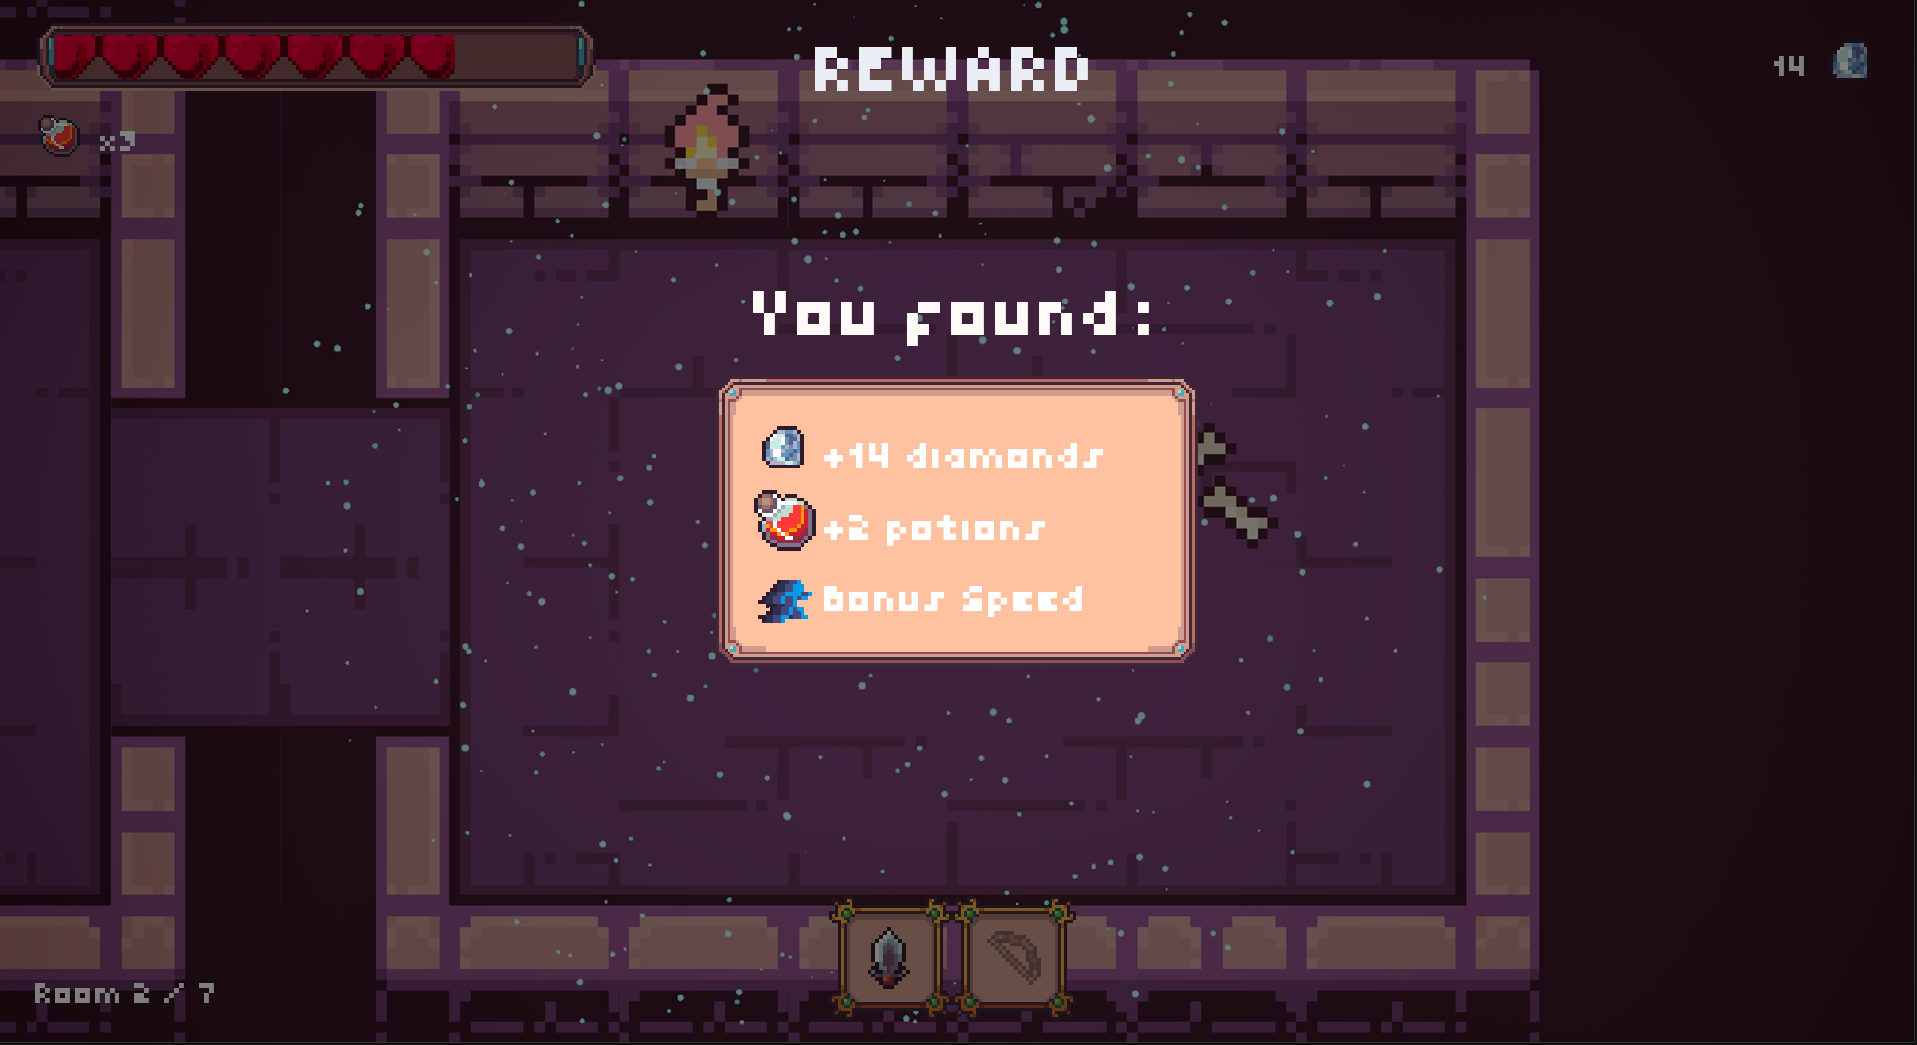 REWARD
14
x3
You found:
+14 diamonds
+2 potions
Bonus Speed
Room 2 / 7